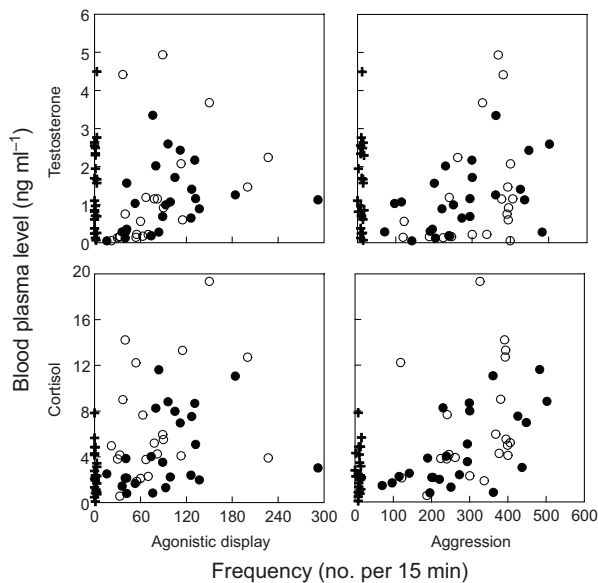 Blood plasma level (ng ml⁻¹)
Testosterone
6
5
4
3
2
1
0
Cortisol
20
16
12
8
4
0
0 60 120 180 240 300
0 100 200 300 400 500 600
Agonistic display Aggression
Frequency (no. per 15 min)